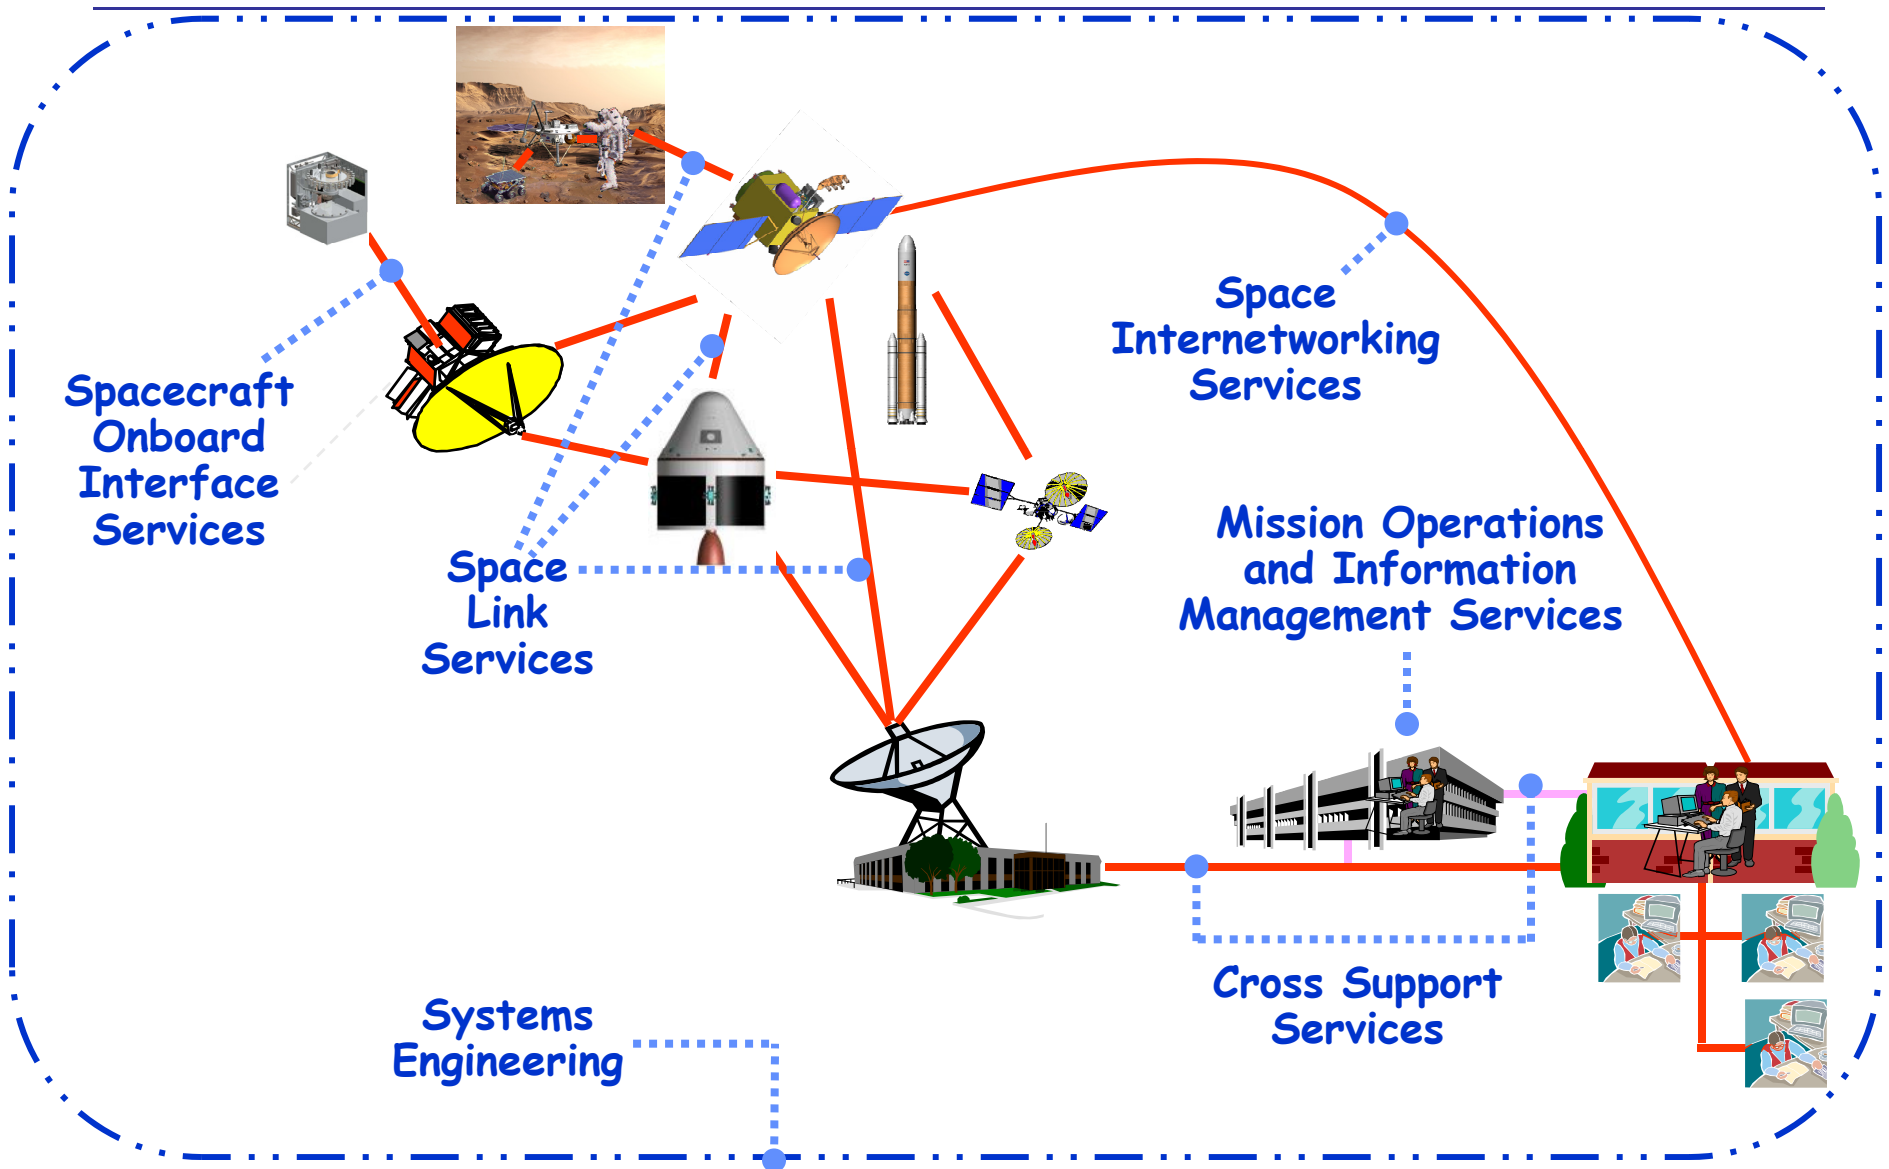 Space
Internetworking
Services
Spacecraft
Onboard
Interface
Services
Mission Operations
and Information
Management Services
Space
Link
Services
Cross Support
Services
Systems
Engineering